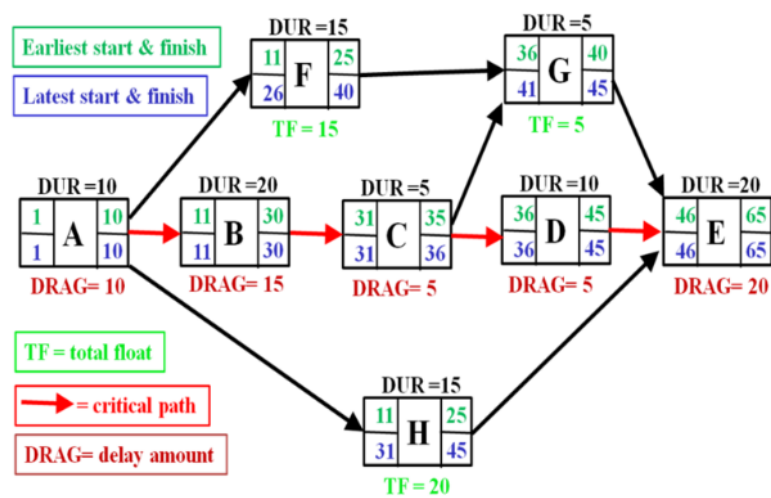 Earliest start & finish
Latest start & finish
DUR =15
11 F 25
26 40
TF = 15
DUR =5
36 G 40
41 45
TF = 5
DUR =10
1 A 10
1 10
DRAG= 10
DUR =20
11 B 30
11 30
DRAG= 15
DUR =5
31 C 35
31 36
DRAG= 5
DUR =10
36 D 45
36 45
DRAG= 5
DUR =20
46 E 65
46 65
DRAG= 20
TF = total float
= critical path
DRAG= delay amount
DUR =15
11 H 25
31 45
TF = 20